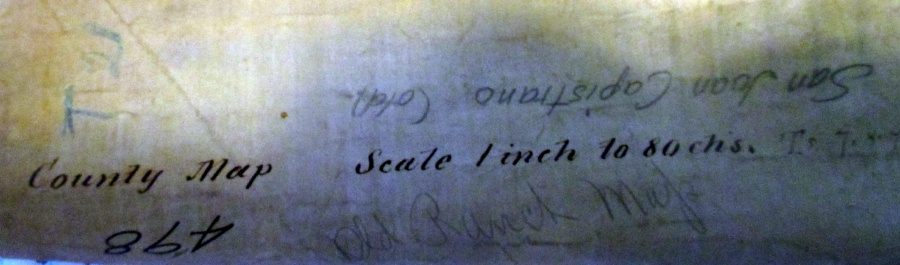 San Juan Capistrano (old)
County Map Scale 1 inch to 80 chs.
Old Ranch Map
498